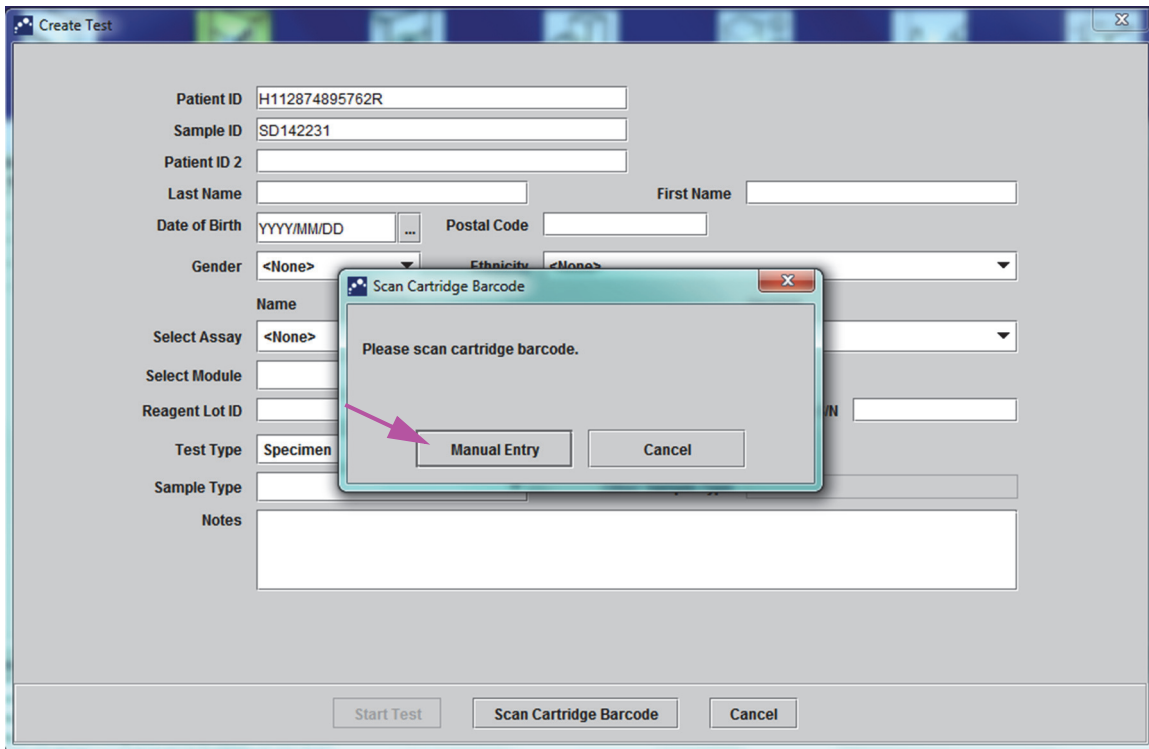 Create Test
Patient ID H112874895762R
Sample ID SD142231
Patient ID 2
Last Name First Name
Date of Birth YYYY/MM/DD ... Postal Code
Gender <None> Ethnicity <None>
Scan Cartridge Barcode
Name
Select Assay <None>
Please scan cartridge barcode.
Select Module
Reagent Lot ID
Test Type Specimen
Manual Entry Cancel
Sample Type
Notes
Start Test Scan Cartridge Barcode Cancel